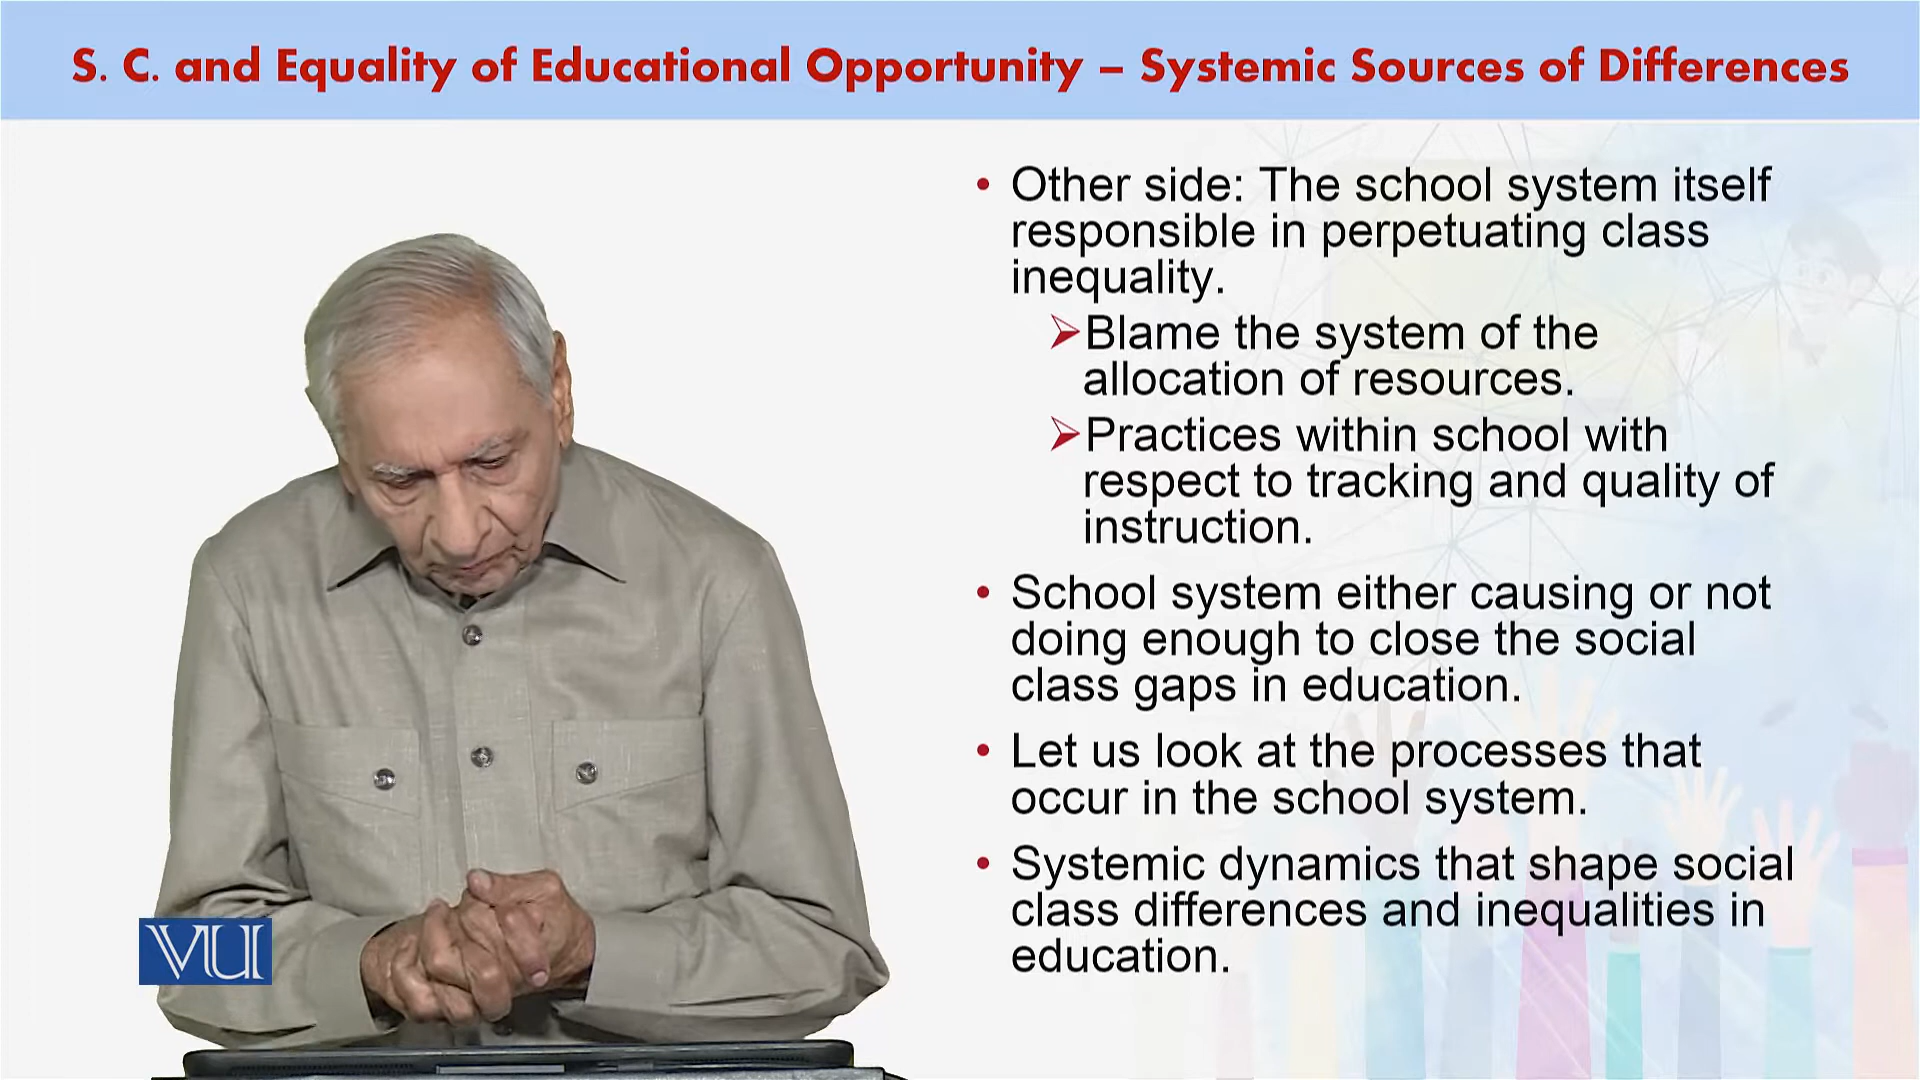 S. C. and Equality of Educational Opportunity – Systemic Sources of Differences
• Other side: The school system itself
responsible in perpetuating class
inequality.
➢Blame the system of the
allocation of resources.
➢Practices within school with
respect to tracking and quality of
instruction.
• School system either causing or not
doing enough to close the social
class gaps in education.
• Let us look at the processes that
occur in the school system.
• Systemic dynamics that shape social
class differences and inequalities in
education.
VU